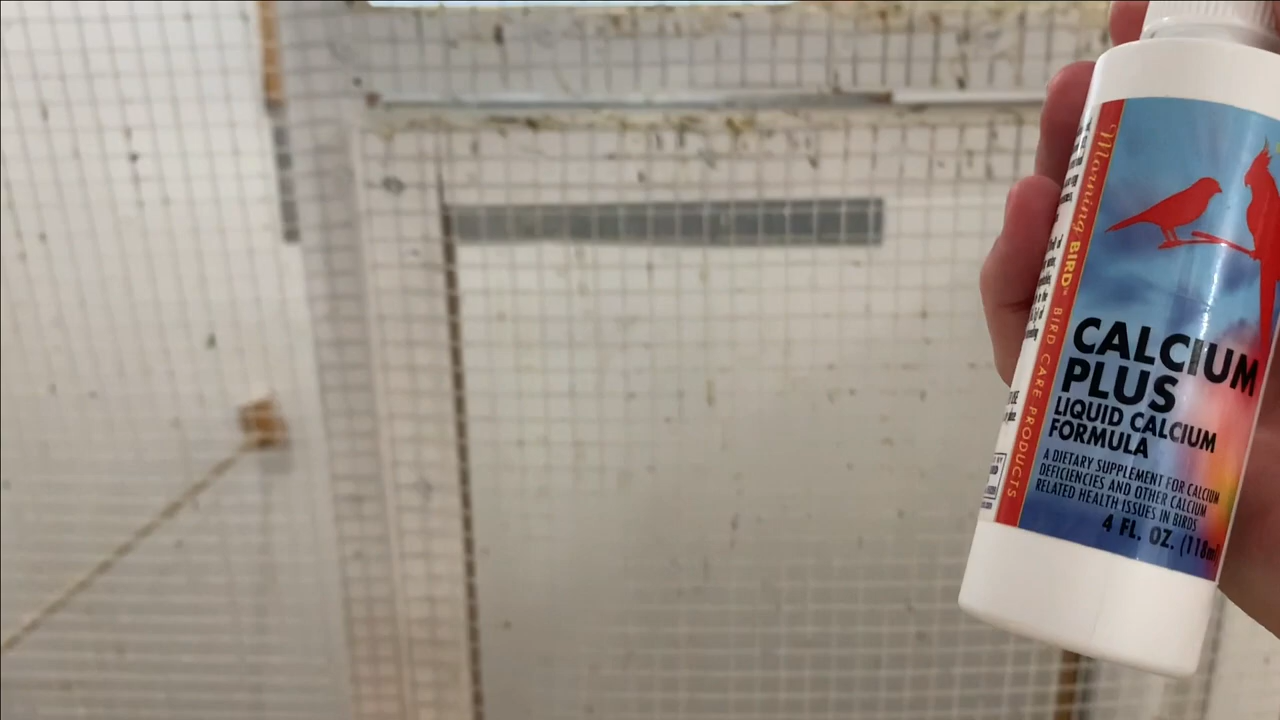 Morning BIRD™ BIRD CARE PRODUCTS
CALCIUM
PLUS
LIQUID CALCIUM
FORMULA
A DIETARY SUPPLEMENT FOR CALCIUM
DEFICIENCIES AND OTHER CALCIUM
RELATED HEALTH ISSUES IN BIRDS
4 FL. OZ. (118ml